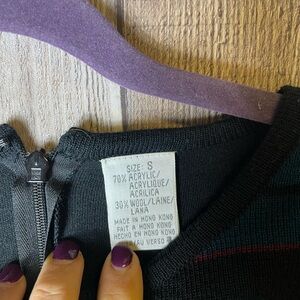 SIZE: S
70% ACRYLIC/
ACRYLIQUE/
ACRILICA
30% WOOL/LAINE/
LANA
MADE IN HONG KONG
FAIT A HONG KONG
HECHO EN HONG KONG
VERSO